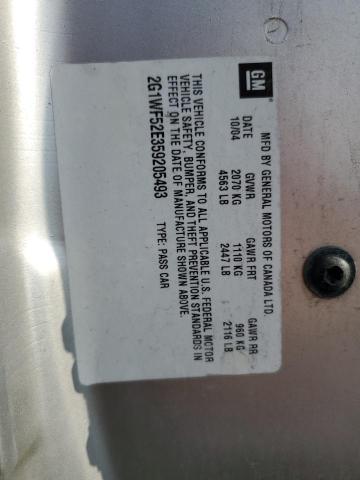 GM
MFD BY GENERAL MOTORS OF CANADA LTD.
DATE GVWR GAWR FRT GAWR RR
10/04 2070 KG 1110 KG 960 KG
4563 LB 2447 LB 2116 LB
THIS VEHICLE CONFORMS TO ALL APPLICABLE U.S. FEDERAL MOTOR
VEHICLE SAFETY, BUMPER, AND THEFT PREVENTION STANDARDS IN
EFFECT ON THE DATE OF MANUFACTURE SHOWN ABOVE.
2G1WF52E359205493 TYPE: PASS CAR